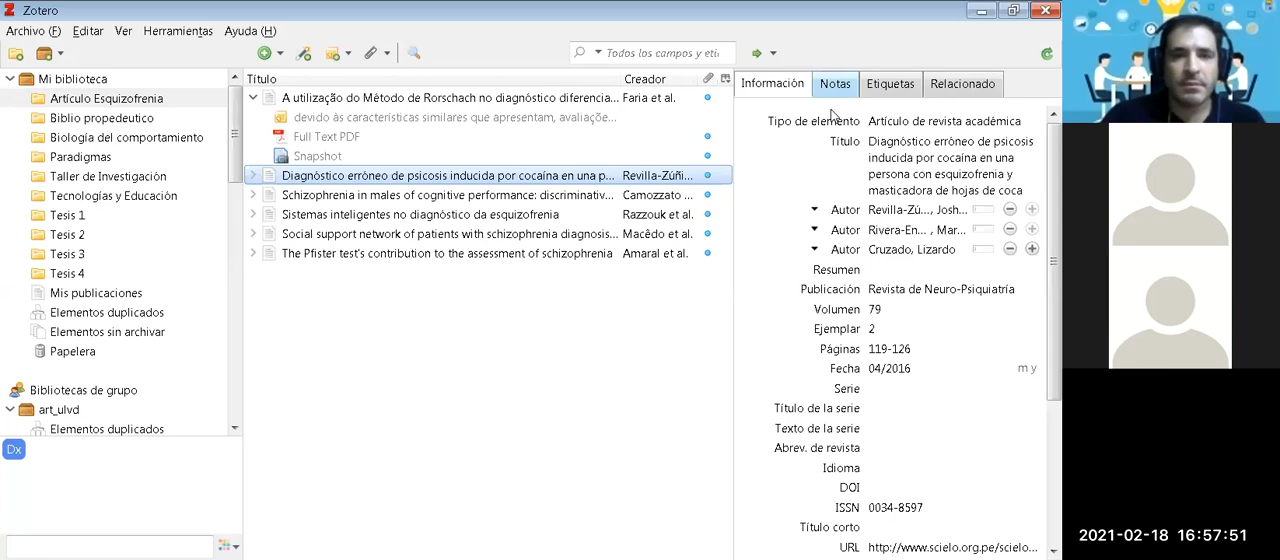 Zotero
Archivo (F) Editar Ver Herramientas Ayuda (H)
Todos los campos y eti
Mi biblioteca
Artículo Esquizofrenia
Biblio propedeutico
Biología del comportamiento
Paradigmas
Taller de Investigación
Tecnologías y Educación
Tesis 1
Tesis 2
Tesis 3
Tesis 4
Mis publicaciones
Elementos duplicados
Elementos sin archivar
Papelera
Bibliotecas de grupo
art_ulvd
Elementos duplicados
Dx
Título Creador
A utilização do Método de Rorschach no diagnóstico diferencia... Faria et al.
devido às características similares que apresentam, avaliaçõe...
Full Text PDF
Snapshot
Diagnóstico erróneo de psicosis inducida por cocaína en una p... Revilla-Zúñi...
Schizophrenia in males of cognitive performance: discriminativ... Camozzato ...
Sistemas inteligentes no diagnóstico da esquizofrenia Razzouk et al.
Social support network of patients with schizophrenia diagnosis... Macêdo et al.
The Pfister test's contribution to the assessment of schizophrenia Amaral et al.
Información Notas Etiquetas Relacionado
Tipo de elemento Artículo de revista académica
Título Diagnóstico erróneo de psicosis
inducida por cocaína en una
persona con esquizofrenia y
masticadora de hojas de coca
Autor Revilla-Zú... , Josh...
Autor Rivera-En... , Mar...
Autor Cruzado, Lizardo
Resumen
Publicación Revista de Neuro-Psiquiatría
Volumen 79
Ejemplar 2
Páginas 119-126
Fecha 04/2016 m y
Serie
Título de la serie
Texto de la serie
Abrev. de revista
Idioma
DOI
ISSN 0034-8597
Título corto
URL http://www.scielo.org.pe/scielo...
2021-02-18 16:57:51